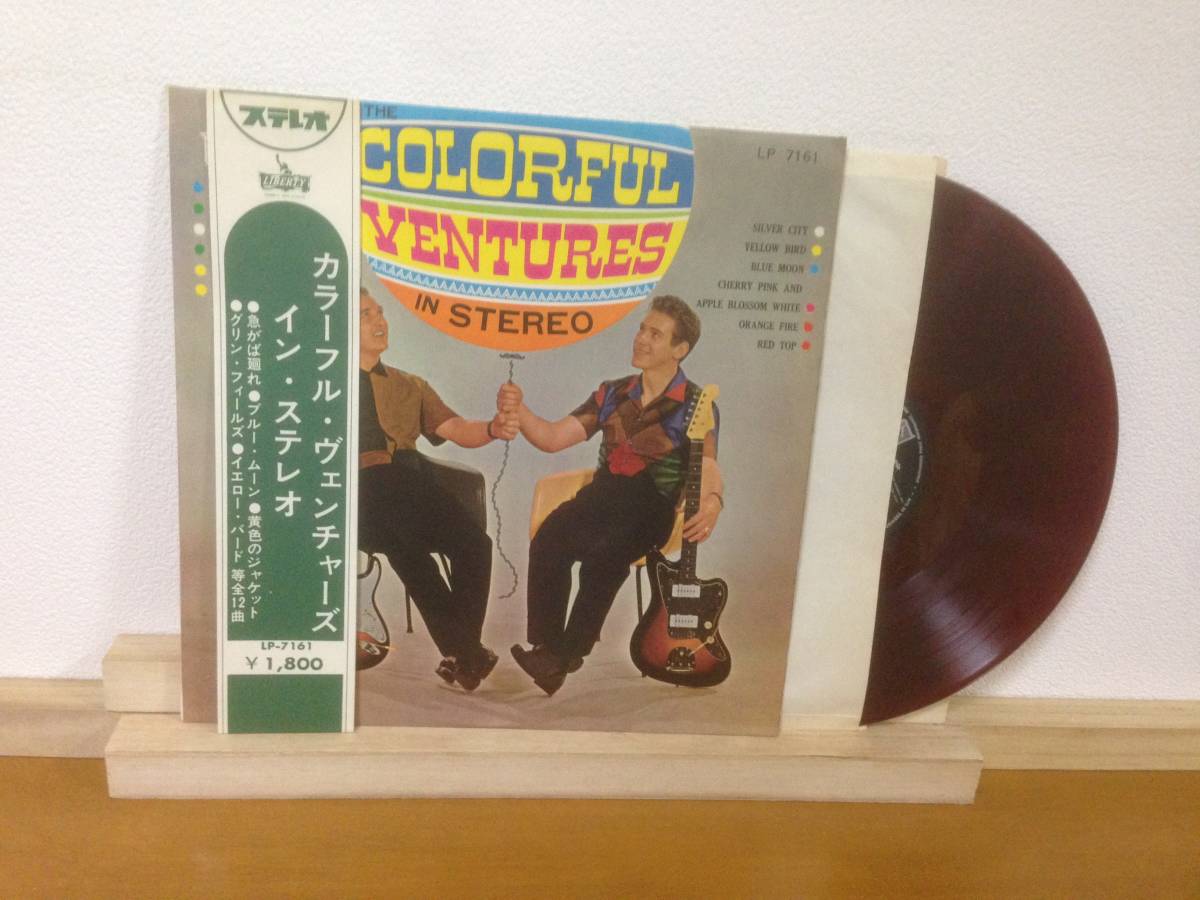 ステレオ
LIBERTY
カラーフル・ヴェンチャーズ
イン・ステレオ
●急がば廻れ●ブルー・ムーン●黄色のジャケット
●グリン・フィールズ●イエロー・バード 等全12曲
LP-7161
¥1,800
THE
COLORFUL
VENTURES
IN STEREO
LP 7161
SILVER CITY
YELLOW BIRD
BLUE MOON
CHERRY PINK AND
APPLE BLOSSOM WHITE
ORANGE FIRE
RED TOP